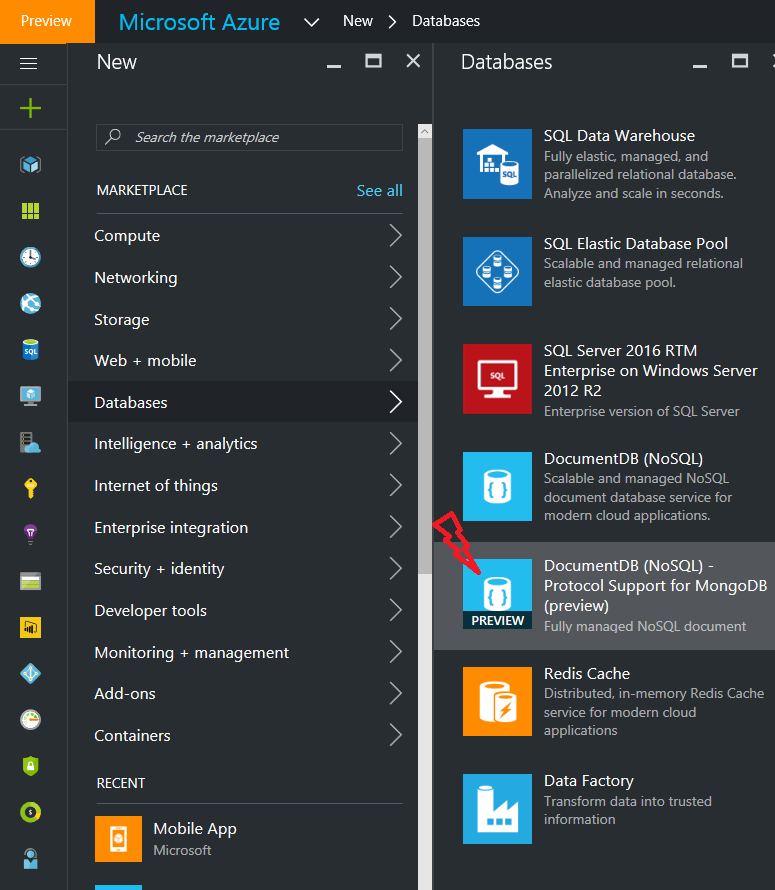 Preview
Microsoft Azure
New
Databases
New
Search the marketplace
MARKETPLACE
See all
Compute
Networking
Storage
Web + mobile
Databases
Intelligence + analytics
Internet of things
Enterprise integration
Security + identity
Developer tools
Monitoring + management
Add-ons
Containers
RECENT
Mobile App
Microsoft
SQL
Databases
SQL
SQL Data Warehouse
Fully elastic, managed, and
parallelized relational database.
Analyze and scale in seconds.
SQL Elastic Database Pool
Scalable and managed relational
elastic database pool.
SQL
SQL Server 2016 RTM
Enterprise on Windows Server
2012 R2
Enterprise version of SQL Server
DocumentDB (NoSQL)
Scalable and managed NoSQL
document database service for
modern cloud applications.
PREVIEW
DocumentDB (NoSQL) -
Protocol Support for MongoDB
(preview)
Fully managed NoSQL document
Redis Cache
Distributed, in-memory Redis Cache
service for modern cloud
applications
Data Factory
Transform data into trusted
information